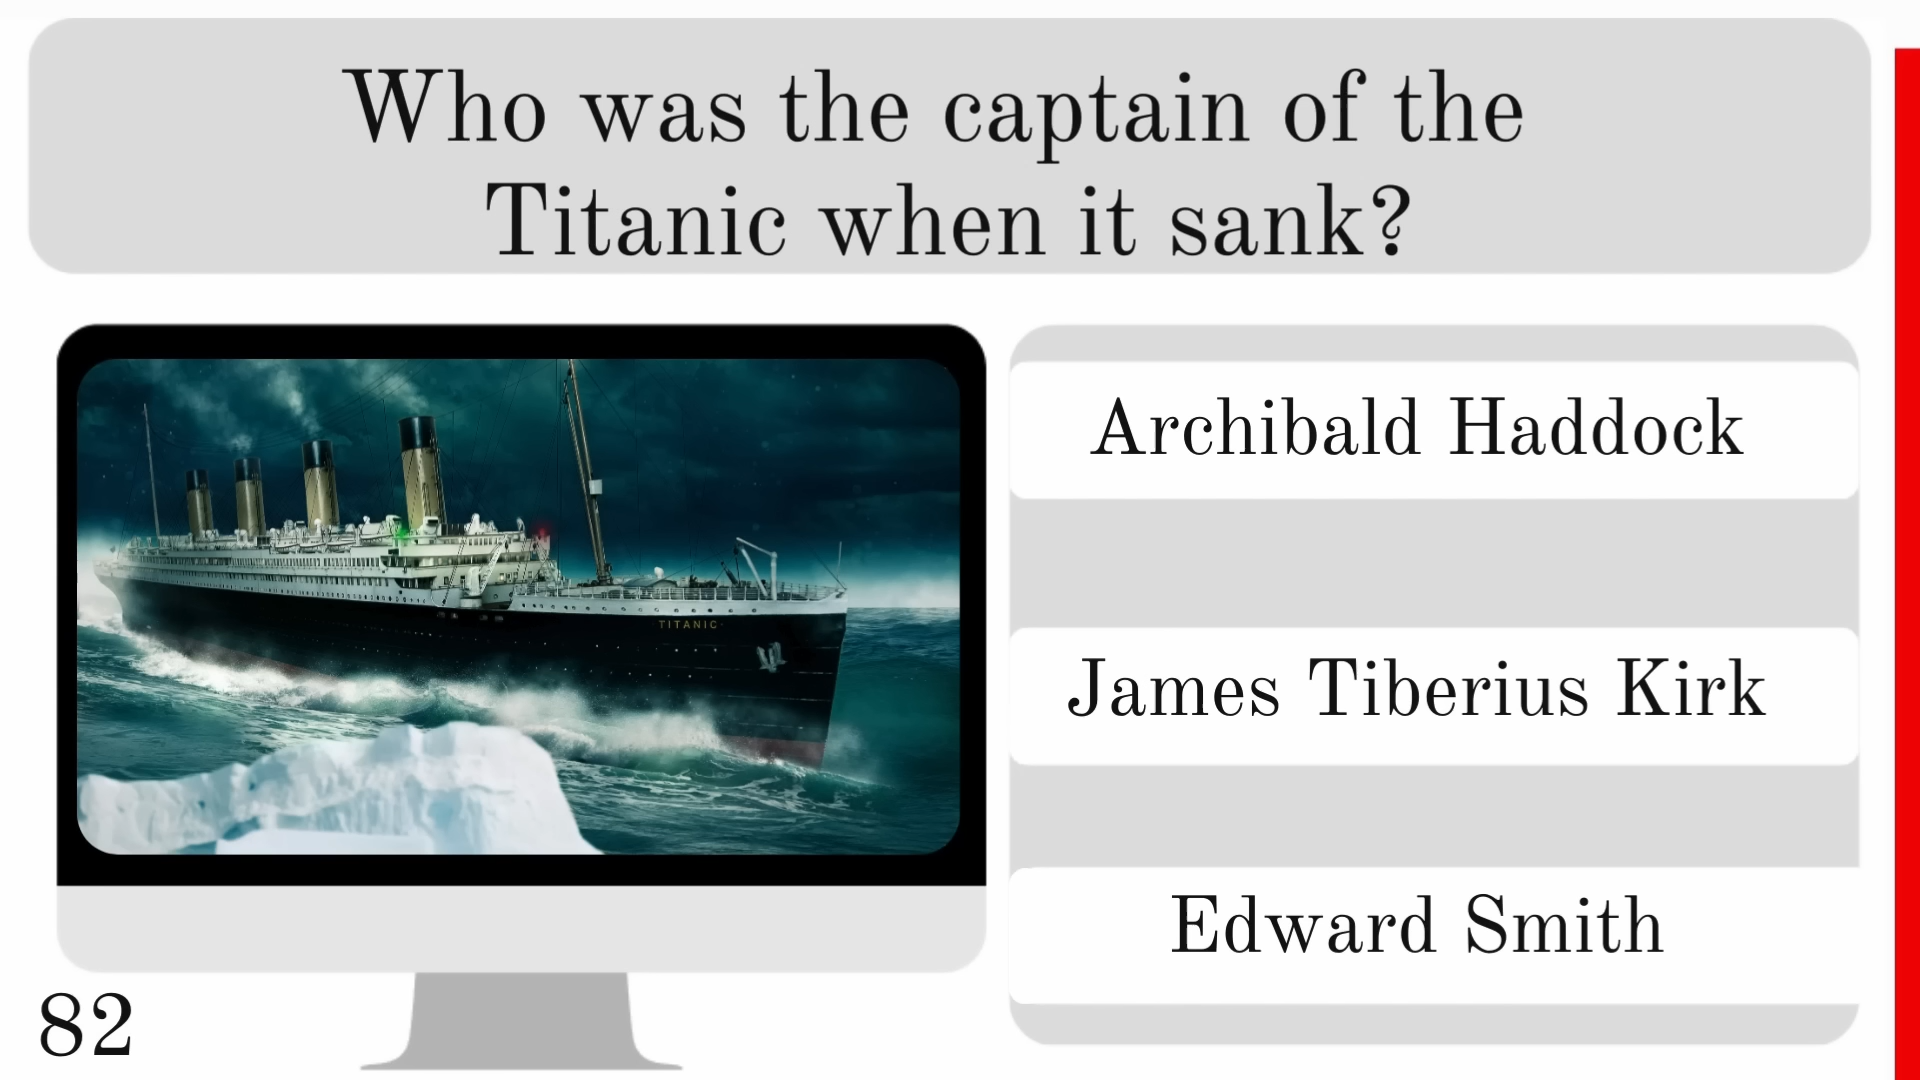 Who was the captain of the
Titanic when it sank?
TITANIC
Archibald Haddock
James Tiberius Kirk
Edward Smith
82